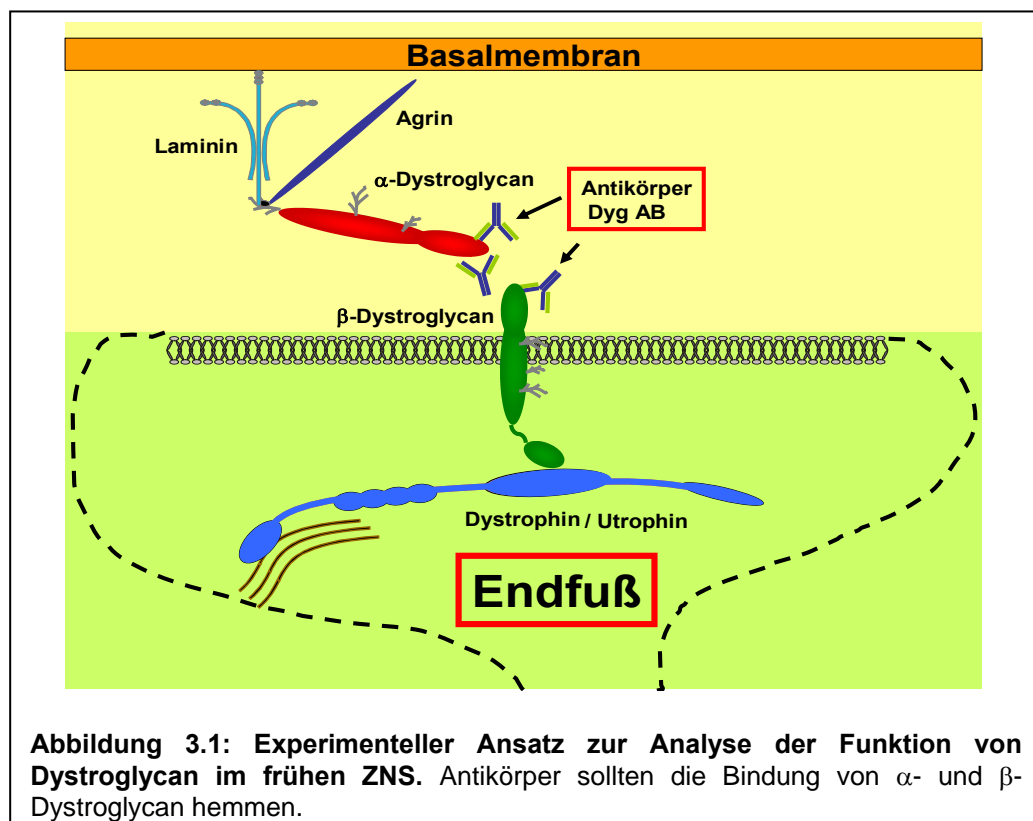 Basalmembran
Agrin
Laminin
α-Dystroglycan
Antikörper
Dyg AB
β-Dystroglycan
Dystrophin / Utrophin
Endfuß
Abbildung 3.1: Experimenteller Ansatz zur Analyse der Funktion von
Dystroglycan im frühen ZNS. Antikörper sollten die Bindung von α- und β-
Dystroglycan hemmen.